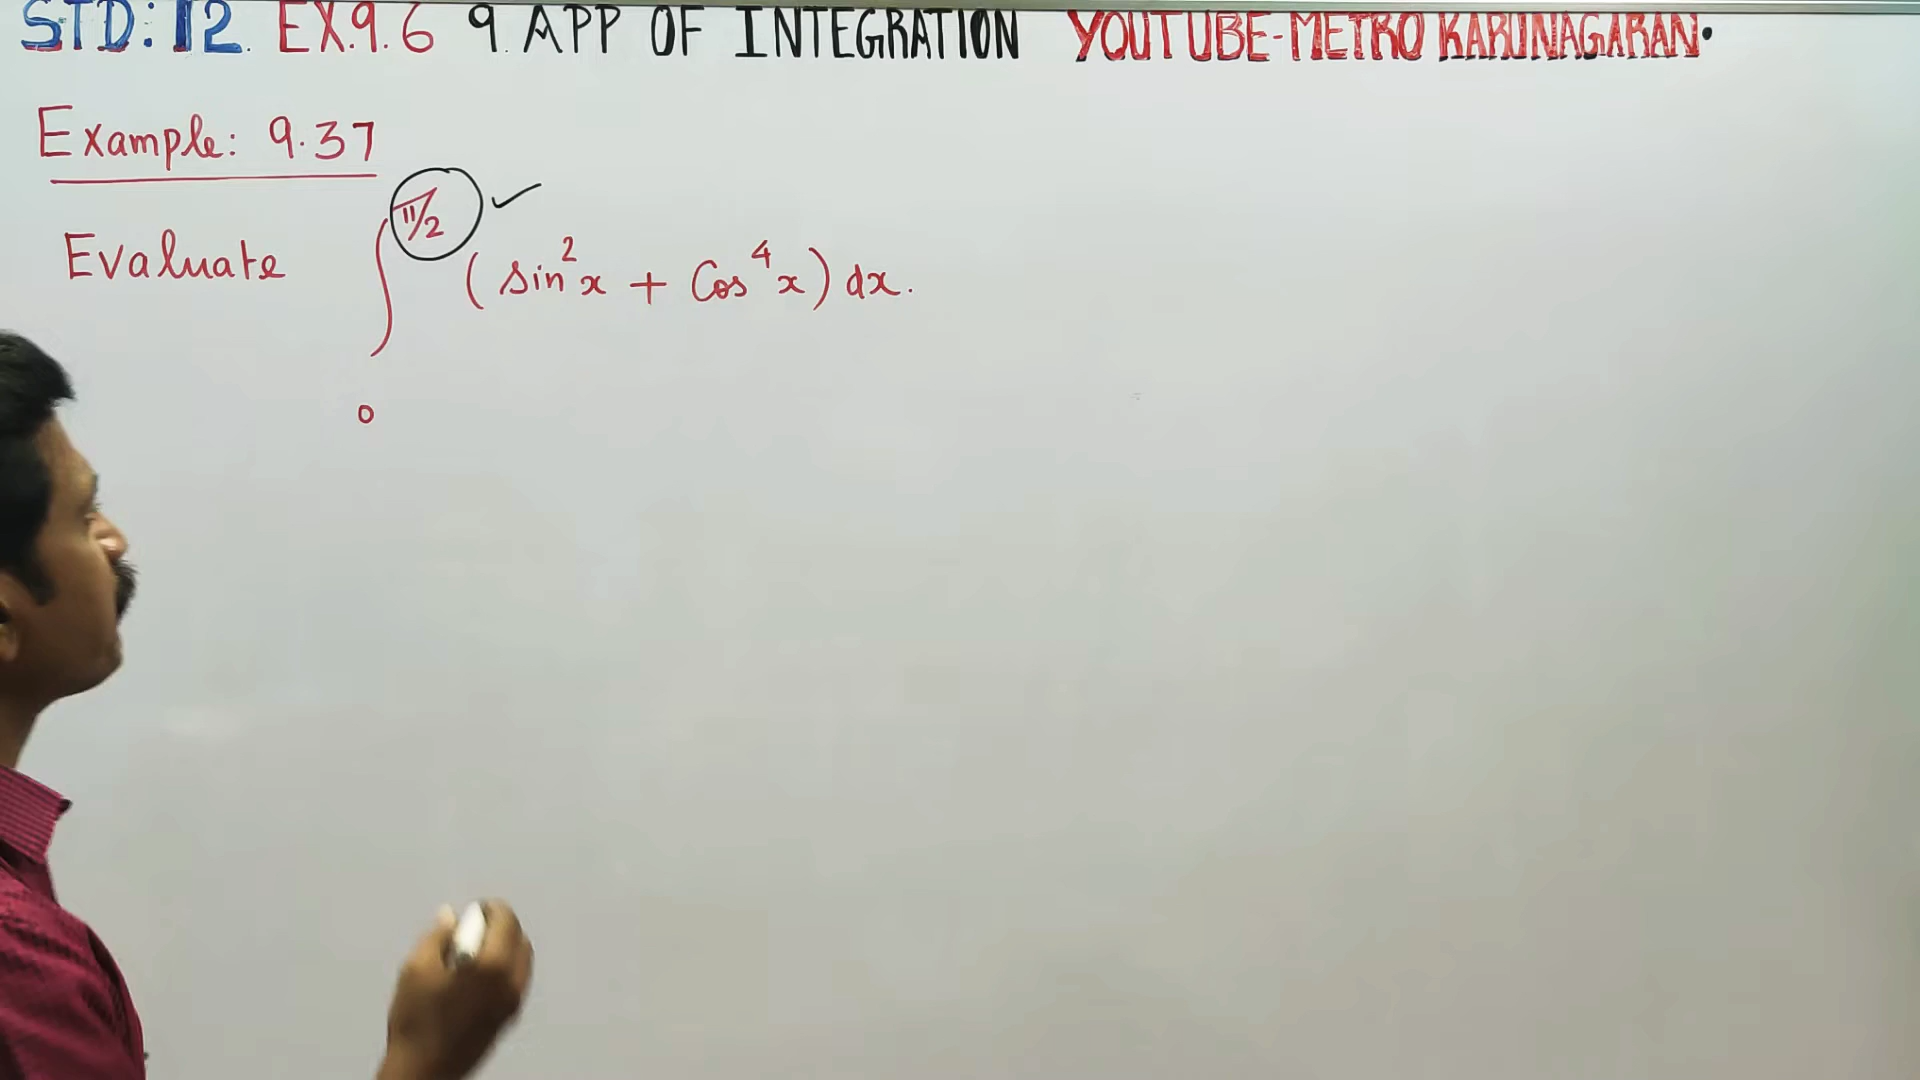 STD: 12. EX.9.6 9. APP OF INTEGRATION YOUTUBE-METRO KARUNAGARAN.
Example: 9.37
Evaluate ∫₀^(π/2) (sin²x + Cos⁴x) dx.